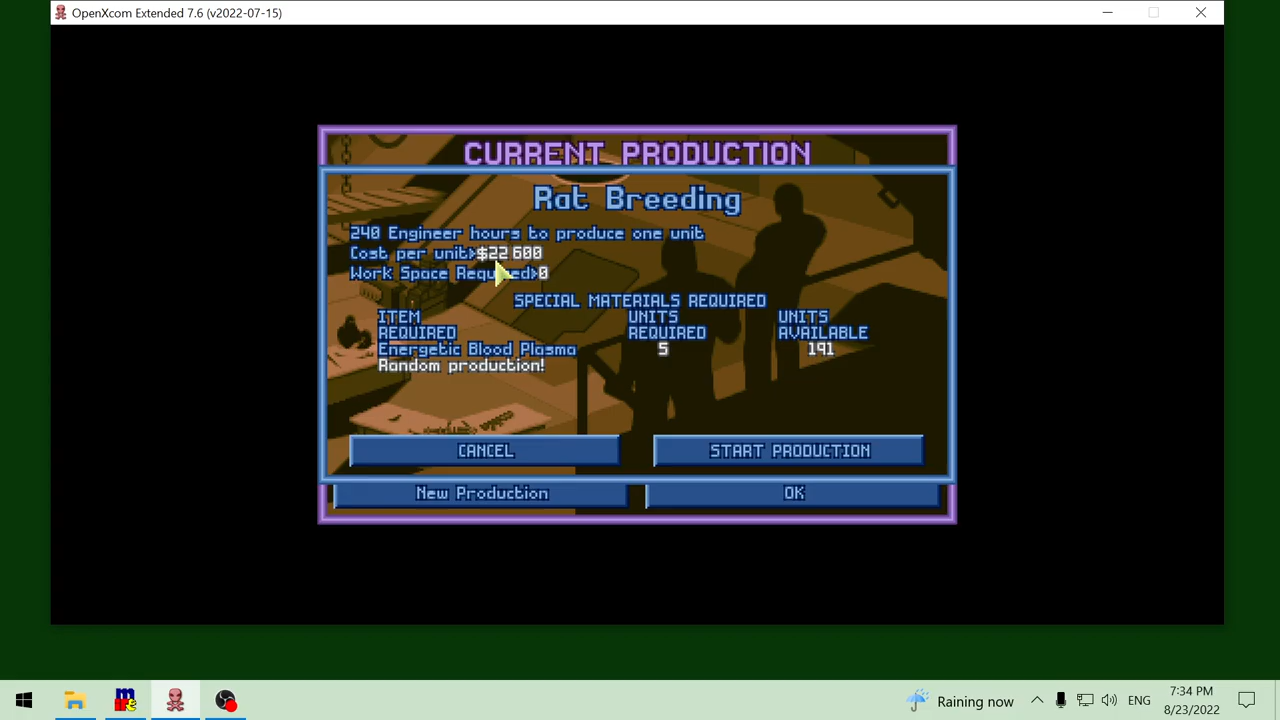 OpenXcom Extended 7.6 (v2022-07-15)
CURRENT PRODUCTION
Rat Breeding
240 Engineer hours to produce one unit
Cost per unit>$22 600
Work Space Required>0
SPECIAL MATERIALS REQUIRED
ITEM REQUIRED UNITS REQUIRED UNITS AVAILABLE
Energetic Blood Plasma 5 191
Random production!
CANCEL START PRODUCTION
New Production OK
Raining now ENG 7:34 PM
8/23/2022